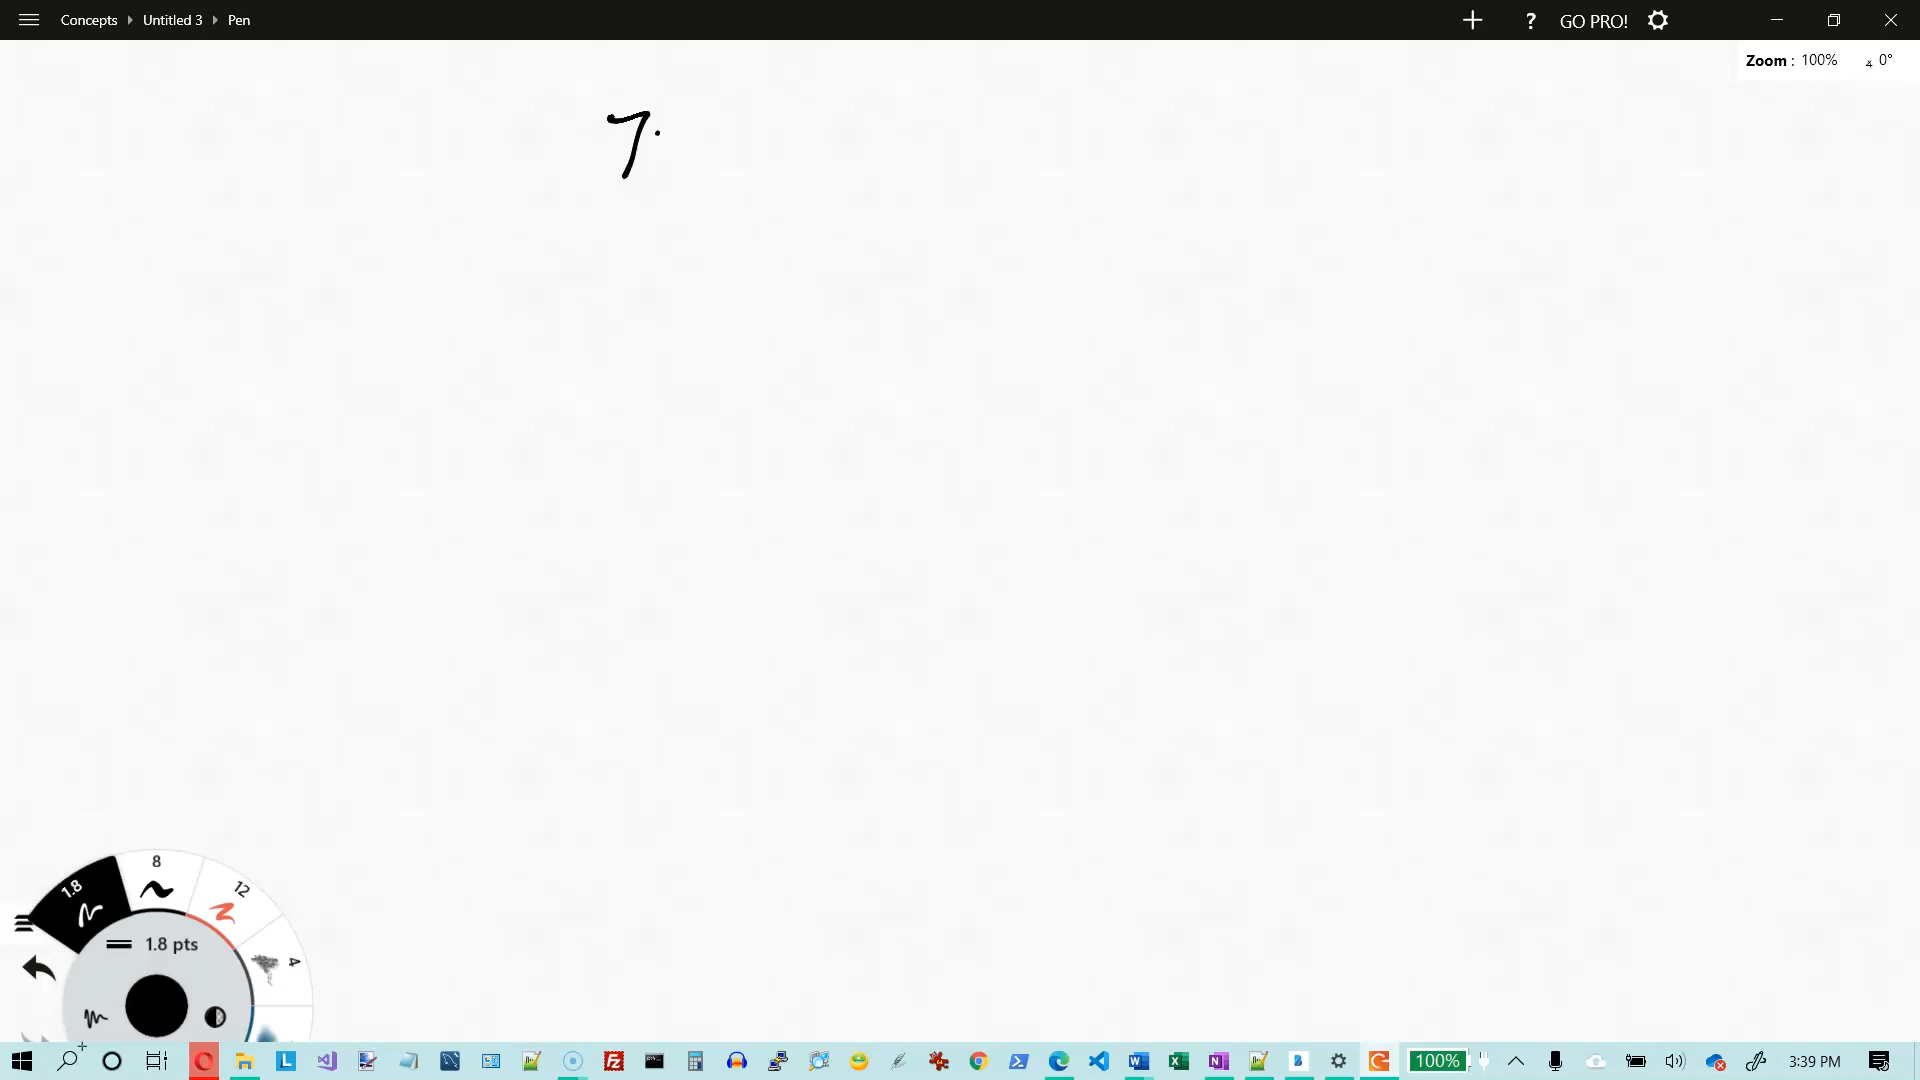 Concepts Untitled 3 Pen ? GO PRO!
Zoom : 100% 0°
7
8
1.8 12
1.8 pts 4
100% 3:39 PM